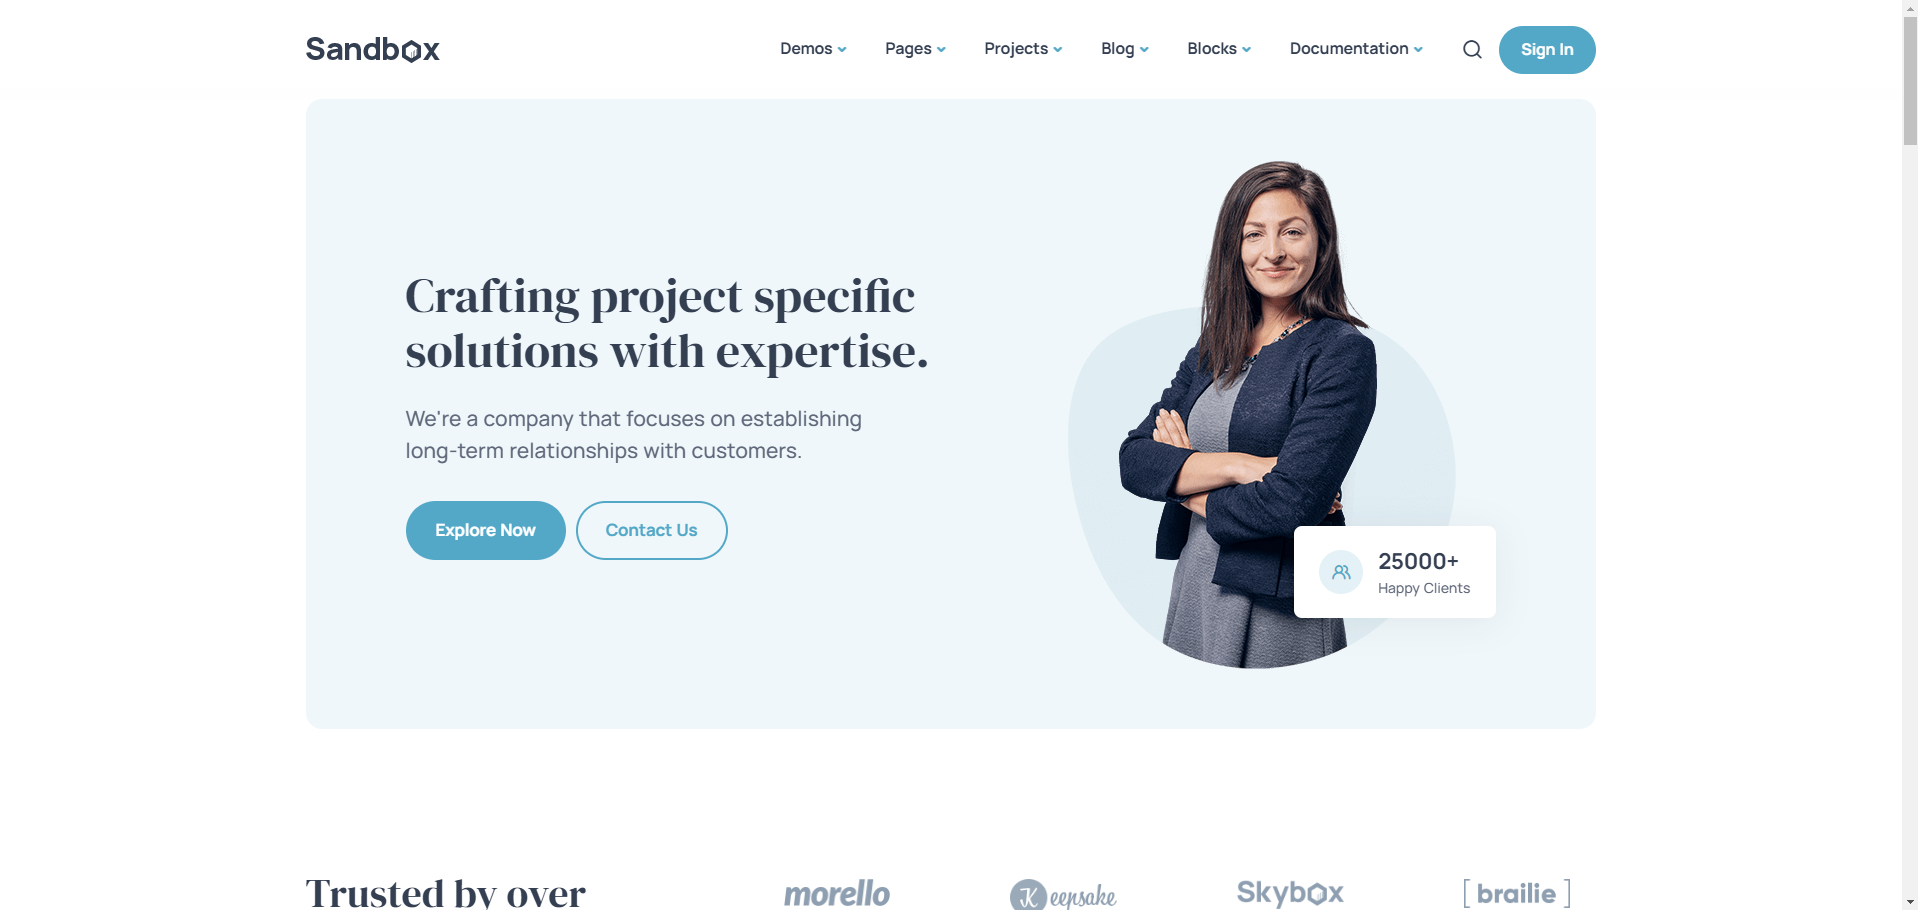 Sandbox
Demos
Pages
Projects
Blog
Blocks
Documentation
Sign In
Crafting project specific
solutions with expertise.
We're a company that focuses on establishing
long-term relationships with customers.
Explore Now
Contact Us
25000+
Happy Clients
Trusted by over
morello
Keepsake
Skybox
[ brailie ]